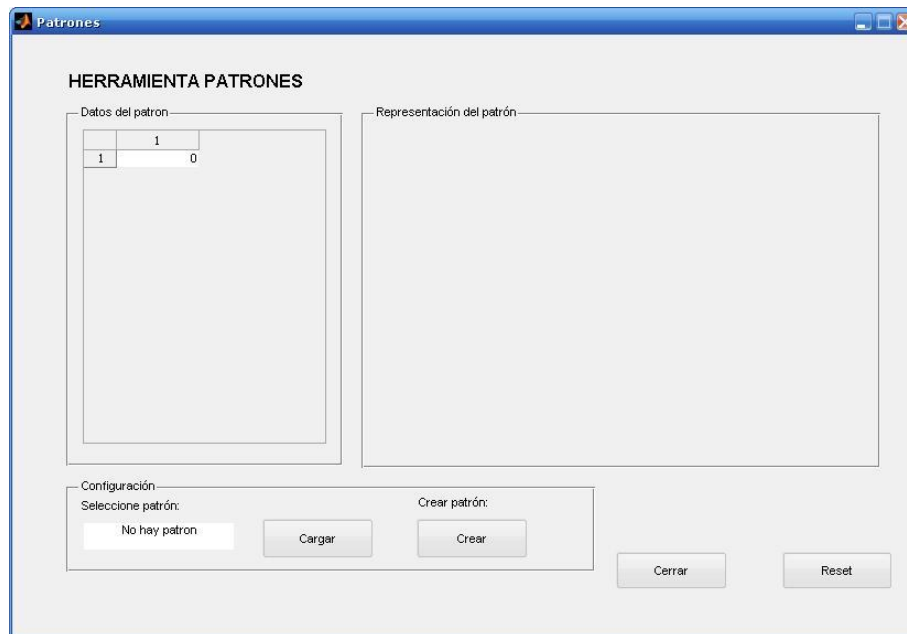 Patrones
HERRAMIENTA PATRONES
Datos del patron
1
1 0
Representación del patrón
Configuración
Seleccione patrón:
No hay patron
Cargar
Crear patrón:
Crear
Cerrar
Reset